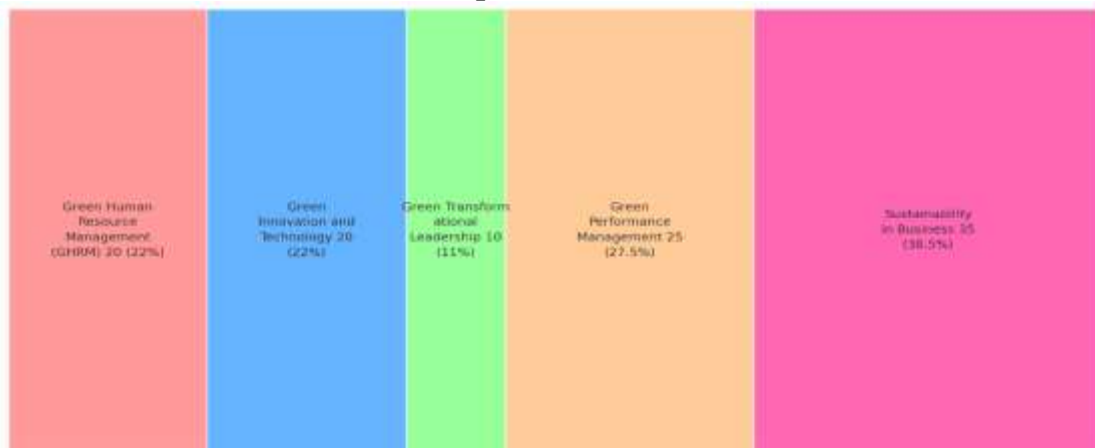 Green Human
Resource
Management
(GHRM) 20 (22%)
Green
Innovation and
Technology 20
(22%)
Green Transform
ational
Leadership 10
(11%)
Green
Performance
Management 25
(27.5%)
Sustainability
in Business 35
(38.5%)